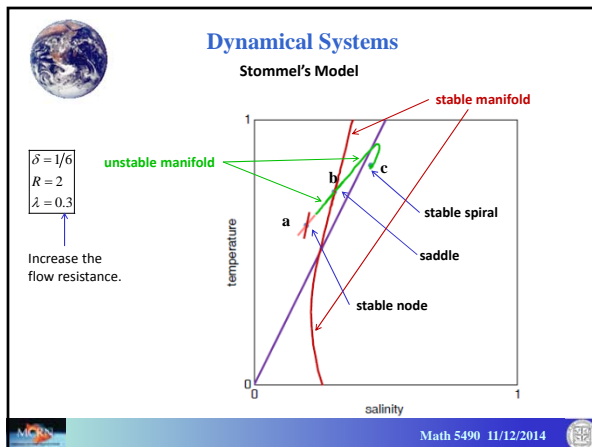 Dynamical Systems
Stommel's Model
stable manifold
1
unstable manifold
δ = 1/6
R = 2
λ = 0.3
b
c
stable spiral
a
saddle
Increase the
flow resistance.
temperature
stable node
0
0
1
salinity
MCRN
Math 5490 11/12/2014